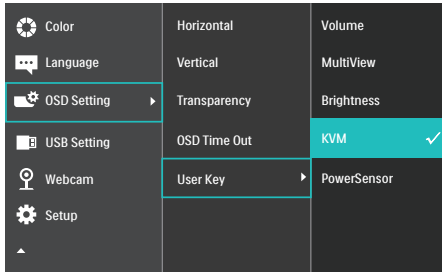 Color
Language
OSD Setting
USB Setting
Webcam
Setup
Horizontal
Vertical
Transparency
OSD Time Out
User Key
Volume
MultiView
Brightness
KVM
PowerSensor